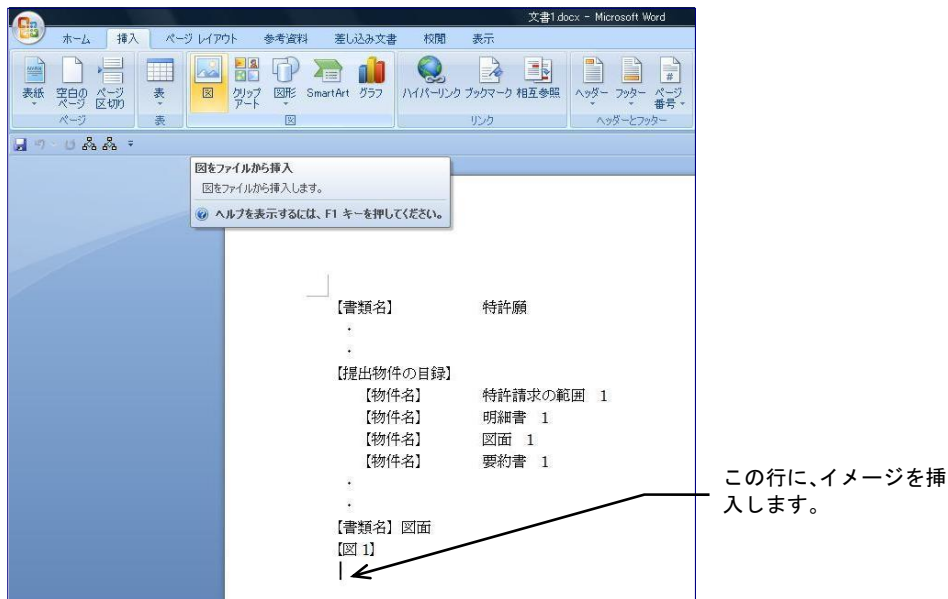 文書1.docx - Microsoft Word
ホーム 挿入 ページ レイアウト 参考資料 差し込み文書 校閲 表示
表紙 空白の ページ ページ 区切り 表 図 クリップ アート 図形 SmartArt グラフ ハイパーリンク ブックマーク 相互参照 ヘッダー フッター ページ 番号
ページ 表 図 リンク ヘッダーとフッター
図をファイルから挿入
図をファイルから挿入します。
ヘルプを表示するには、F1 キーを押してください。
【書類名】 特許願
・
・
【提出物件の目録】
【物件名】 特許請求の範囲 1
【物件名】 明細書 1
【物件名】 図面 1
【物件名】 要約書 1
・
・
【書類名】図面
【図 1】
この行に、イメージを挿
入します。